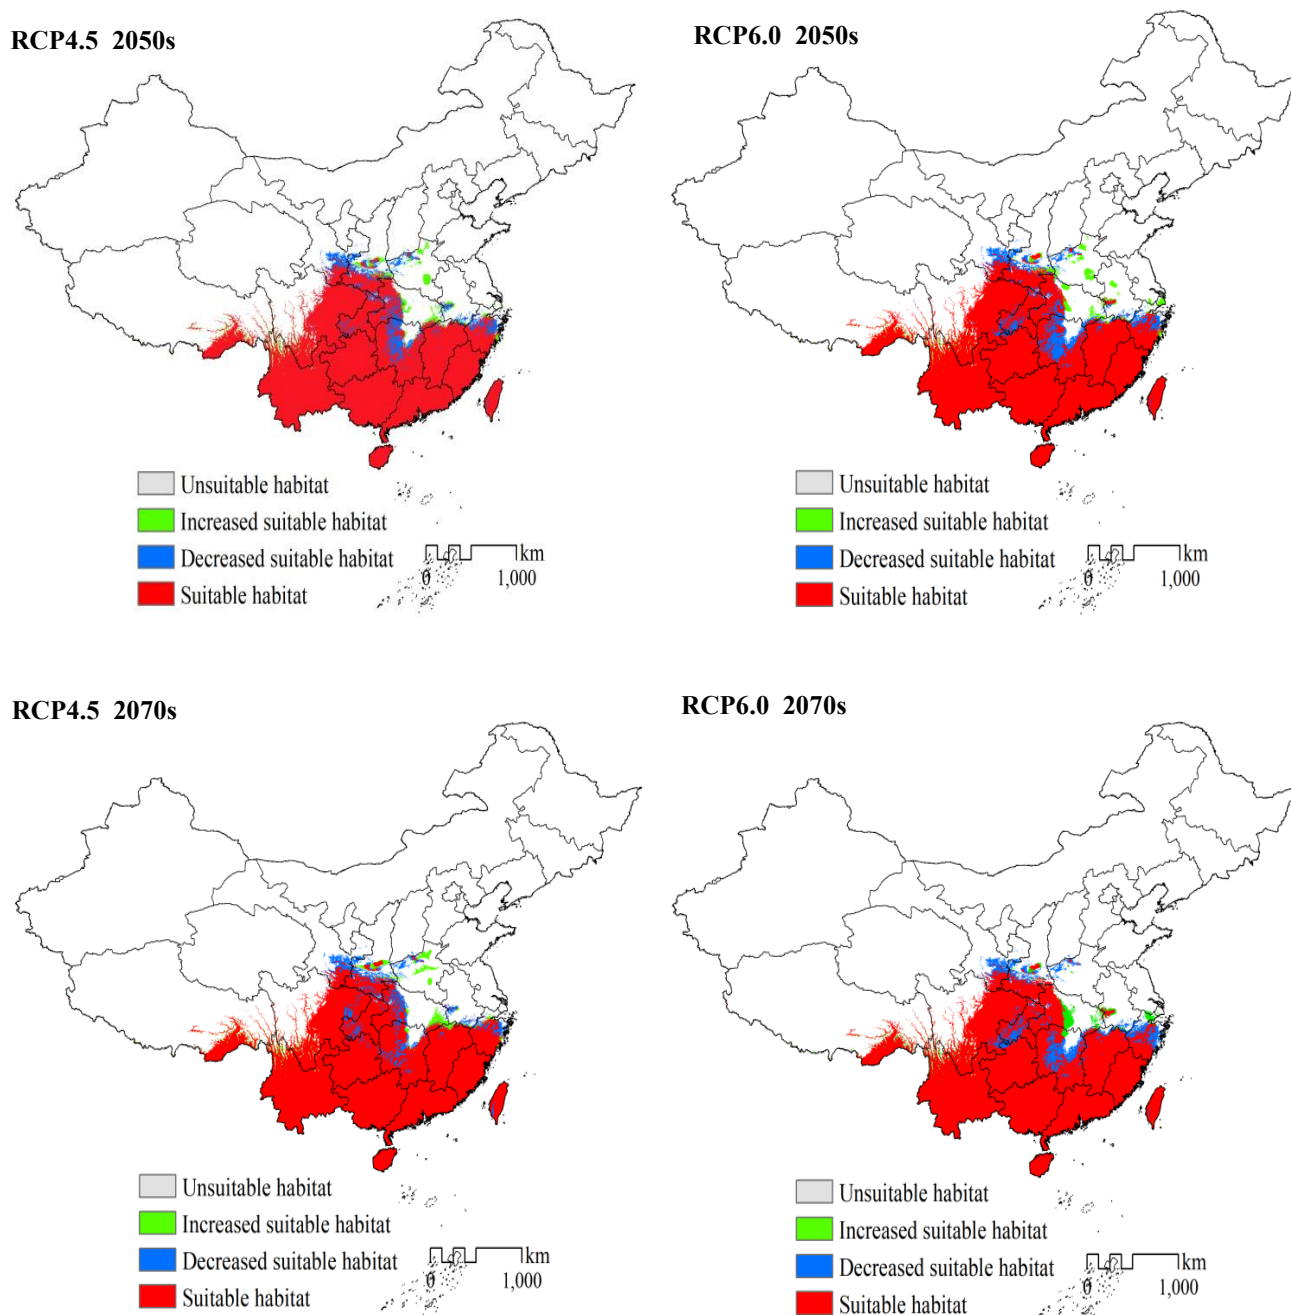 RCP4.5 2050s
Unsuitable habitat
Increased suitable habitat
Decreased suitable habitat
Suitable habitat
km
0 1,000
RCP6.0 2050s
Unsuitable habitat
Increased suitable habitat
Decreased suitable habitat
Suitable habitat
km
0 1,000
RCP4.5 2070s
Unsuitable habitat
Increased suitable habitat
Decreased suitable habitat
Suitable habitat
km
0 1,000
RCP6.0 2070s
Unsuitable habitat
Increased suitable habitat
Decreased suitable habitat
Suitable habitat
km
0 1,000